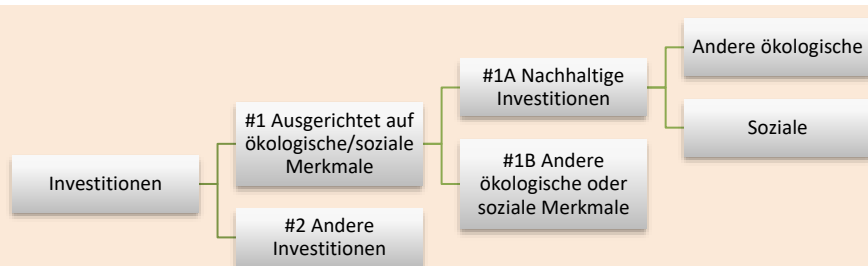 Investitionen
#1 Ausgerichtet auf
ökologische/soziale
Merkmale
#2 Andere
Investitionen
#1A Nachhaltige
Investitionen
#1B Andere
ökologische oder
soziale Merkmale
Andere ökologische
Soziale